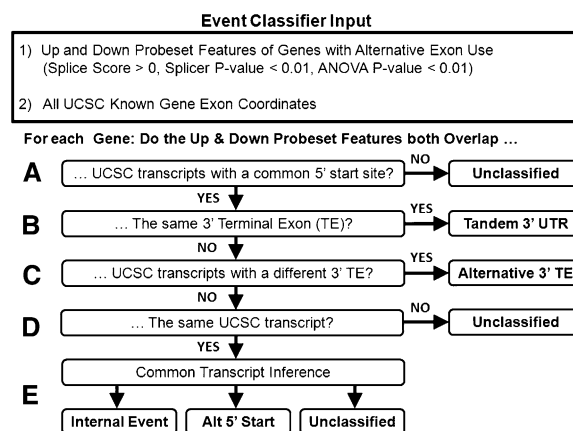 Event Classifier Input
1) Up and Down Probeset Features of Genes with Alternative Exon Use
(Splice Score > 0, Splicer P-value < 0.01, ANOVA P-value < 0.01)
2) All UCSC Known Gene Exon Coordinates
For each Gene: Do the Up & Down Probeset Features both Overlap ...
A
... UCSC transcripts with a common 5' start site?
NO
Unclassified
YES
B
... The same 3' Terminal Exon (TE)?
YES
Tandem 3' UTR
NO
C
... UCSC transcripts with a different 3' TE?
YES
Alternative 3' TE
NO
D
... The same UCSC transcript?
NO
Unclassified
YES
E
Common Transcript Inference
Internal Event
Alt 5' Start
Unclassified